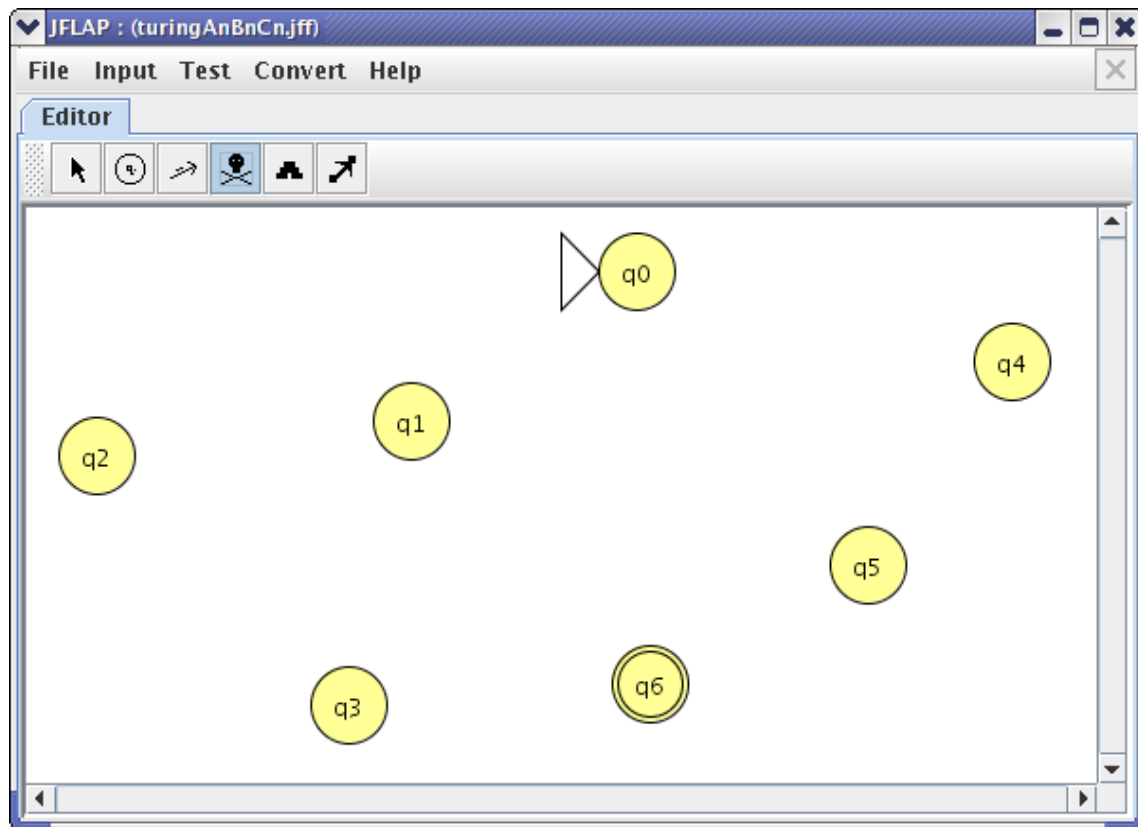 JFLAP : (turingAnBnCn.jff)
File Input Test Convert Help
Editor
q
q0
q4
q1
q2
q5
q6
q3